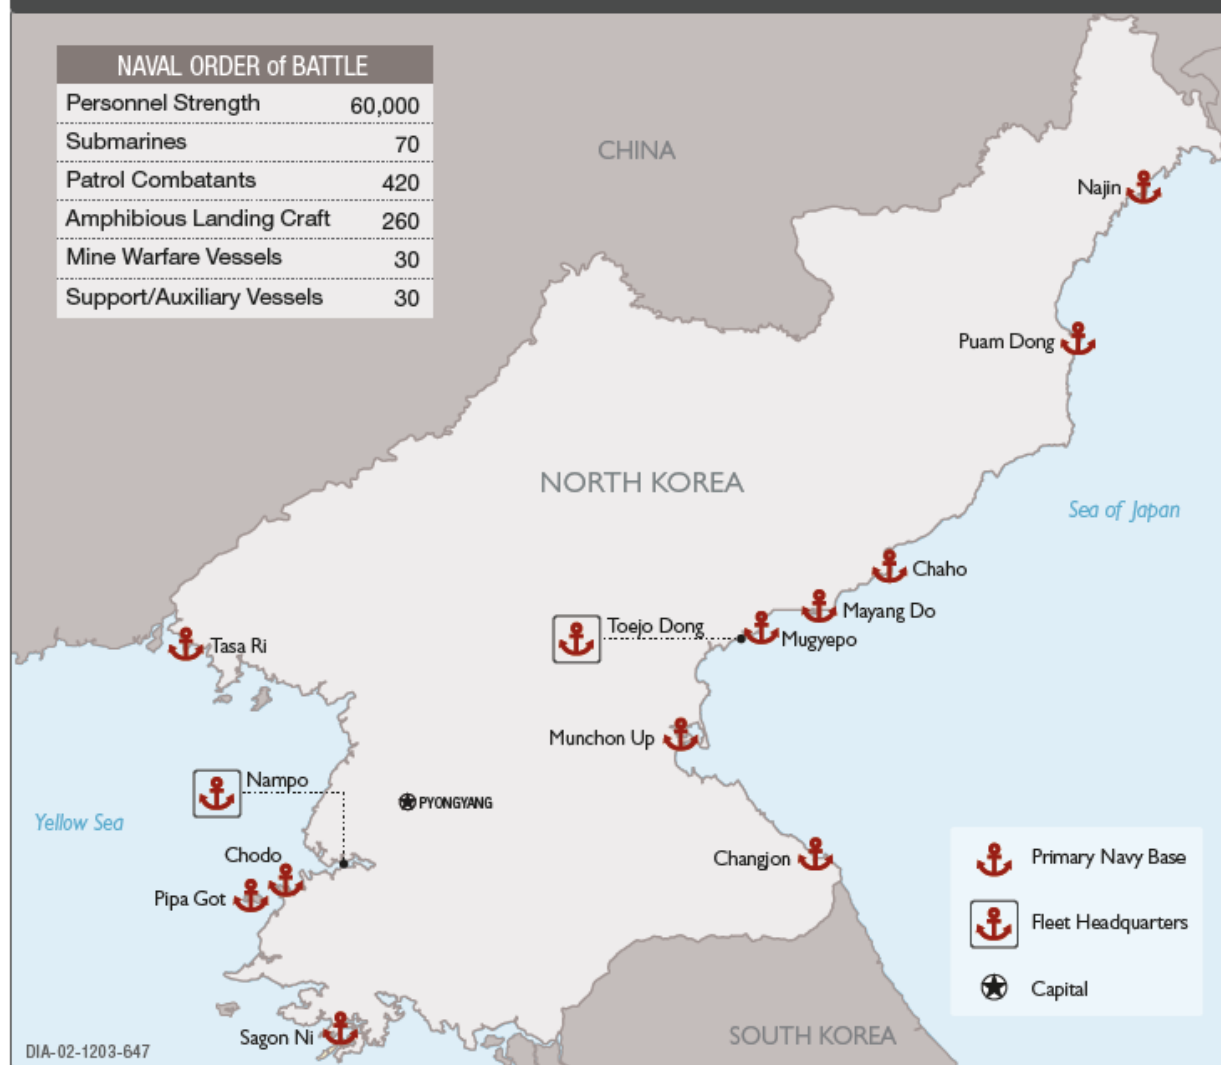 NAVAL ORDER of BATTLE
Personnel Strength 60,000
Submarines 70
Patrol Combatants 420
Amphibious Landing Craft 260
Mine Warfare Vessels 30
Support/Auxiliary Vessels 30
CHINA
Najin
Puam Dong
NORTH KOREA
Sea of Japan
Chaho
Mayang Do
Toejo Dong
Mugyepo
Tasa Ri
Munchon Up
Nampo
PYONGYANG
Yellow Sea
Chodo
Changjon
Pipa Got
Primary Navy Base
Fleet Headquarters
Capital
Sagon Ni
SOUTH KOREA
DIA-02-1203-647